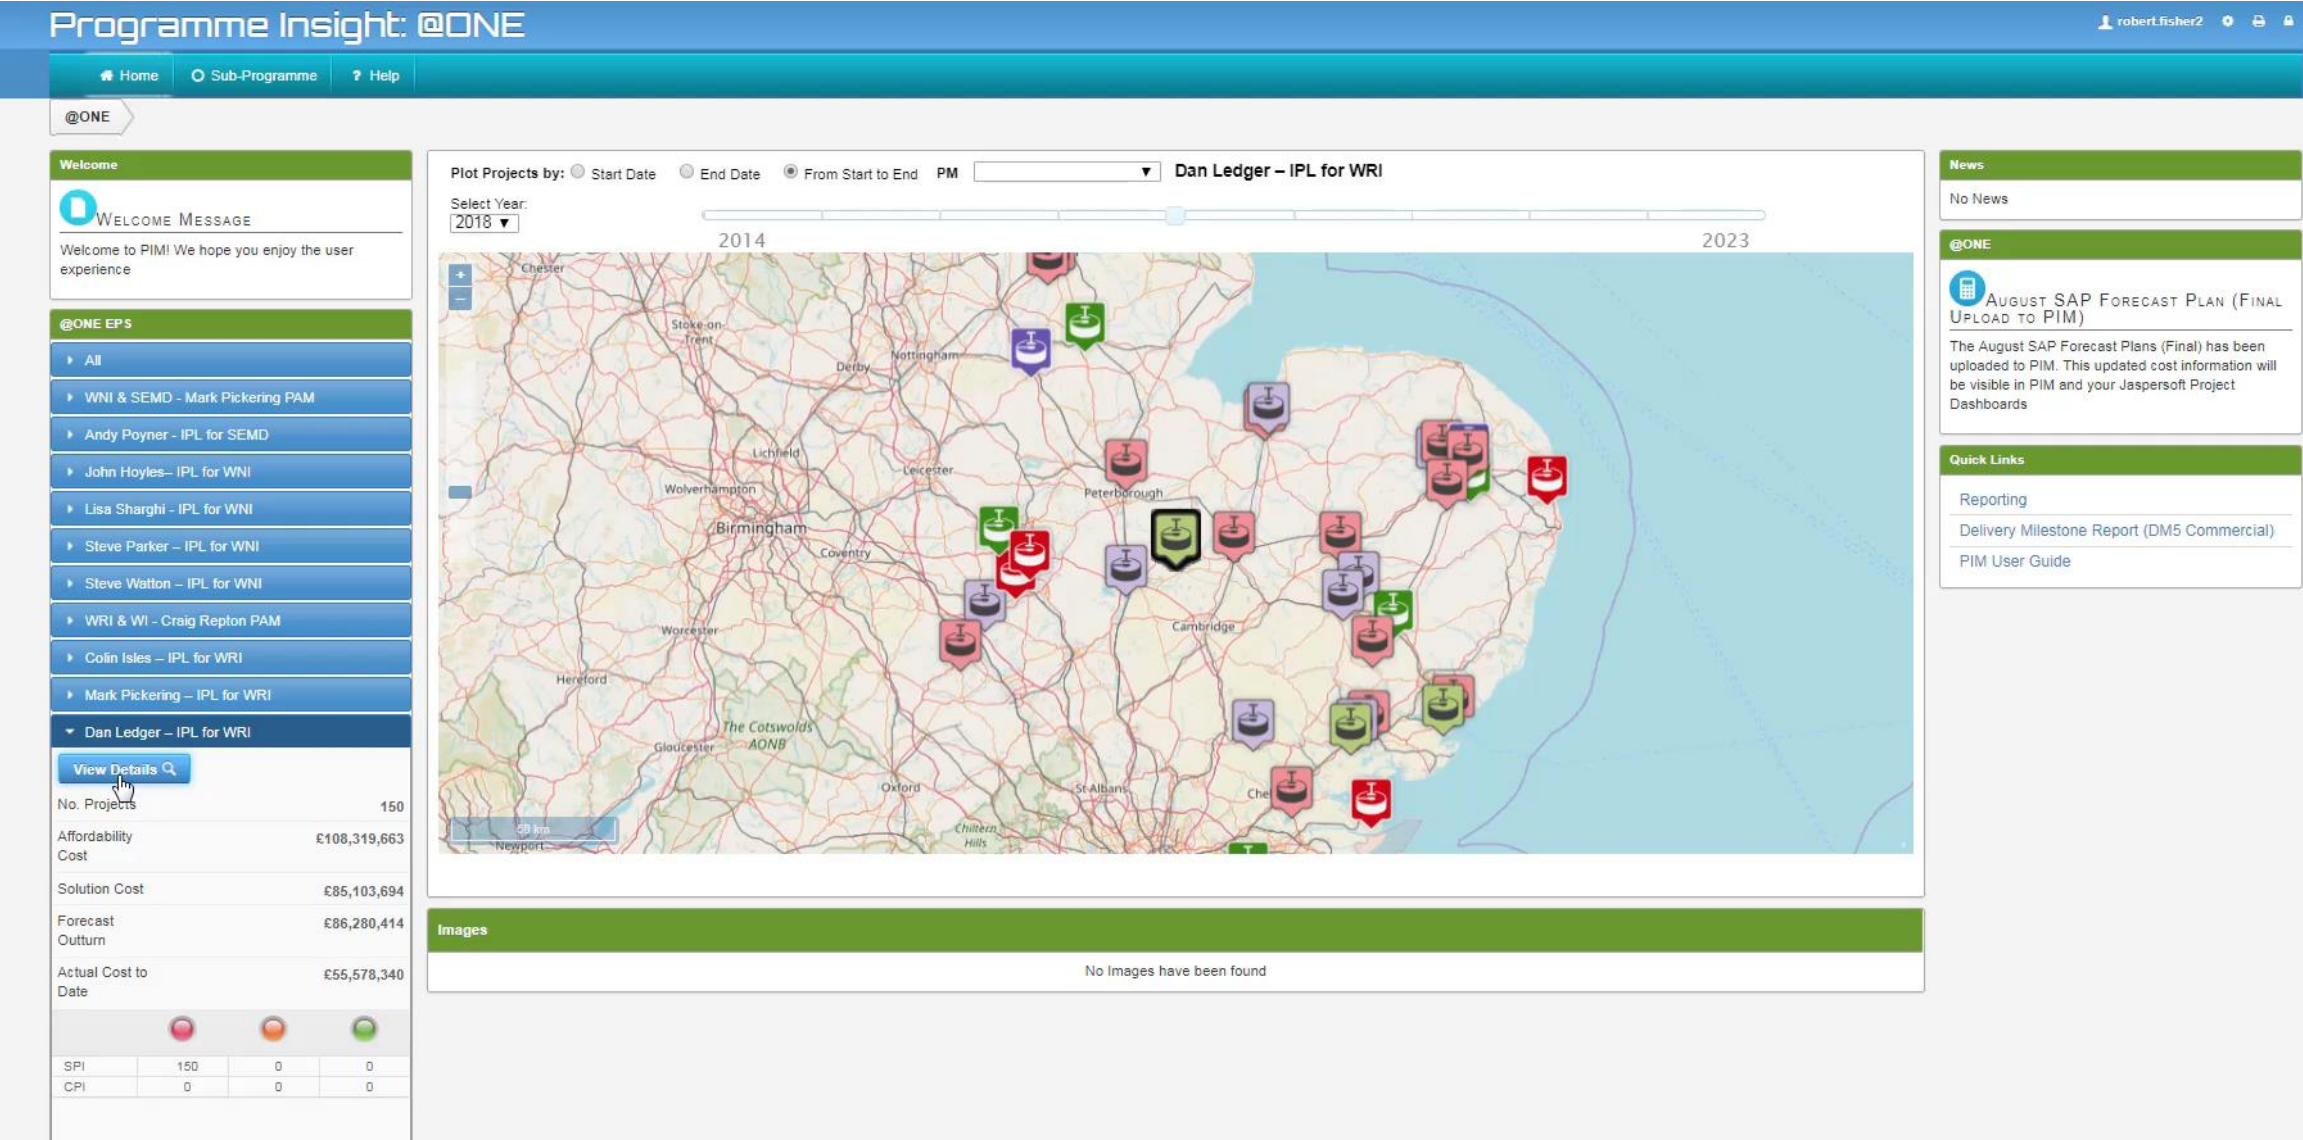 Programme Insight: @ONE
robert.fisher2
Home
Sub-Programme
? Help
@ONE
Welcome
WELCOME MESSAGE
Welcome to PIM! We hope you enjoy the user
experience
@ONE EPS
All
WNI & SEMD - Mark Pickering PAM
Andy Poyner - IPL for SEMD
John Hoyles– IPL for WNI
Lisa Sharghi - IPL for WNI
Steve Parker – IPL for WNI
Steve Watton – IPL for WNI
WRI & WI - Craig Repton PAM
Colin Isles – IPL for WRI
Mark Pickering – IPL for WRI
Dan Ledger – IPL for WRI
View Details
No. Projects 150
Affordability
Cost £108,319,663
Solution Cost £85,103,694
Forecast
Outturn £86,280,414
Actual Cost to
Date £55,578,340
SPI 150 0 0
CPI 0 0 0
Plot Projects by: Start Date End Date From Start to End PM Dan Ledger – IPL for WRI
Select Year:
2018
2014 2023
+
–
Chester
Stoke-on-
Trent
Nottingham
Derby
Lichfield
Leicester
Wolverhampton
Peterborough
Birmingham
Coventry
Worcester
Cambridge
Hereford
The Cotswolds
AONB
Gloucester
Oxford
St Albans
Chel
50 km
Chiltern
Hills
Newport
Images
No Images have been found
News
No News
@ONE
AUGUST SAP FORECAST PLAN (FINAL
UPLOAD TO PIM)
The August SAP Forecast Plans (Final) has been
uploaded to PIM. This updated cost information will
be visible in PIM and your Jaspersoft Project
Dashboards
Quick Links
Reporting
Delivery Milestone Report (DM5 Commercial)
PIM User Guide